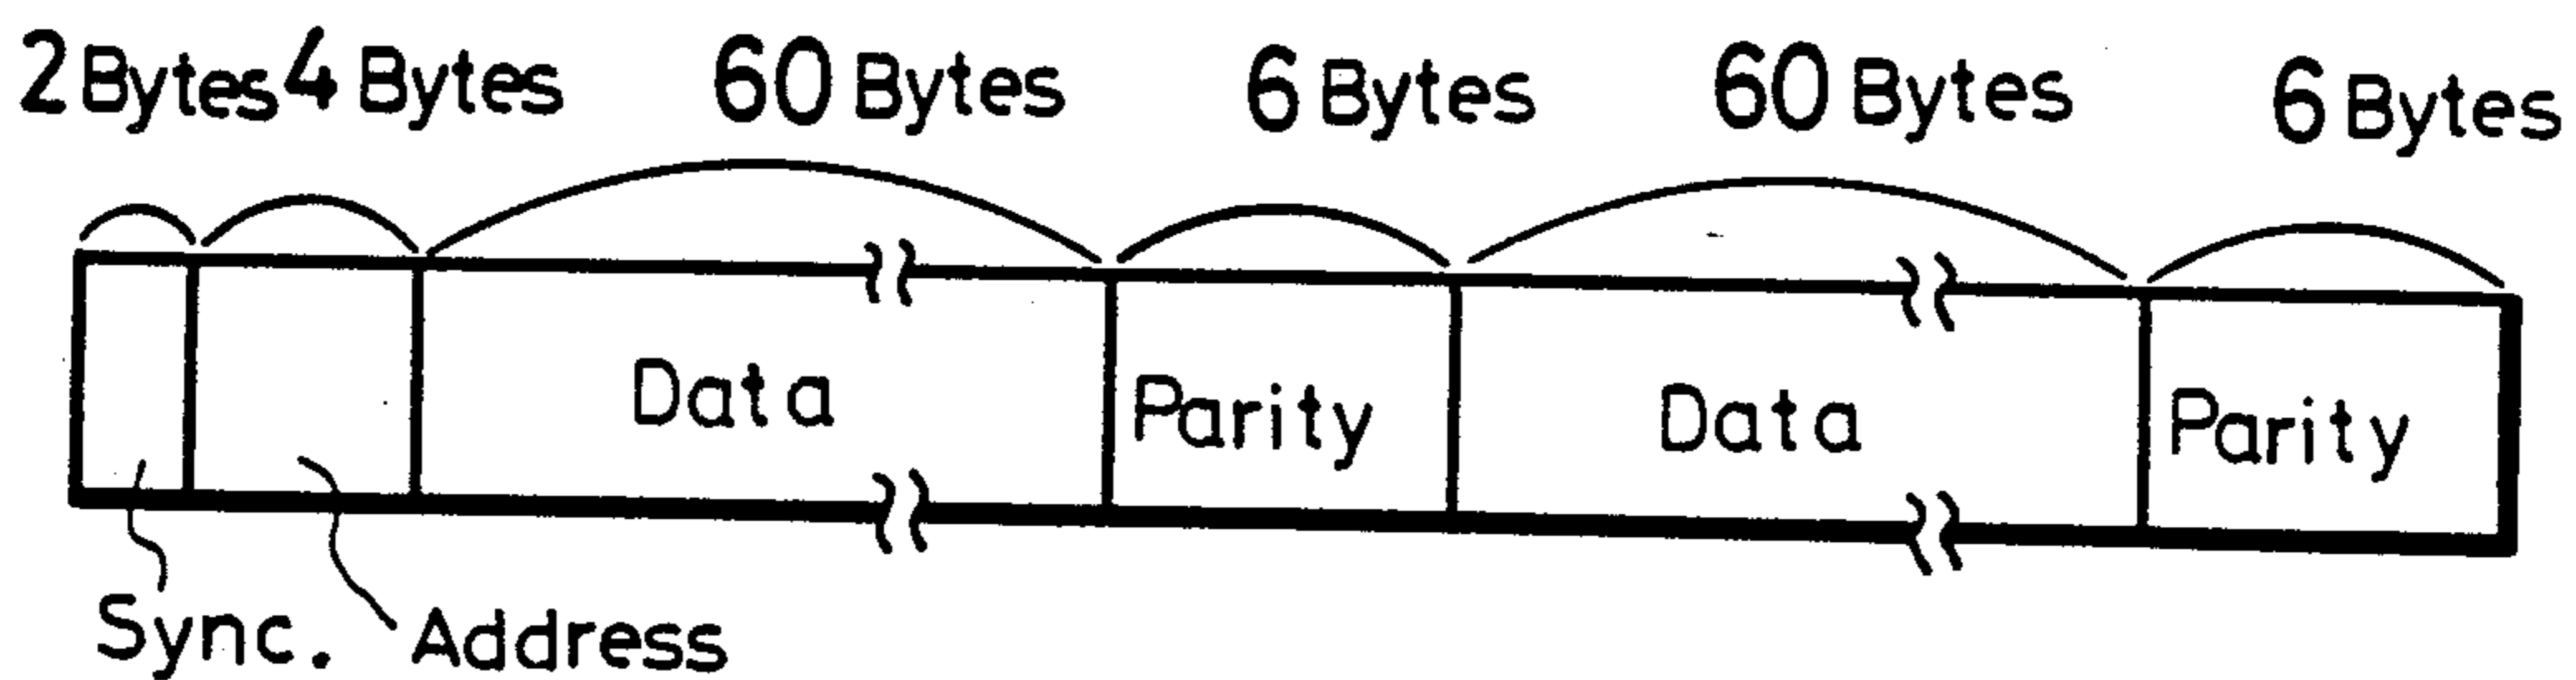 2 Bytes 4 Bytes 60 Bytes 6 Bytes 60 Bytes 6 Bytes
Data Parity Data Parity
Sync. Address